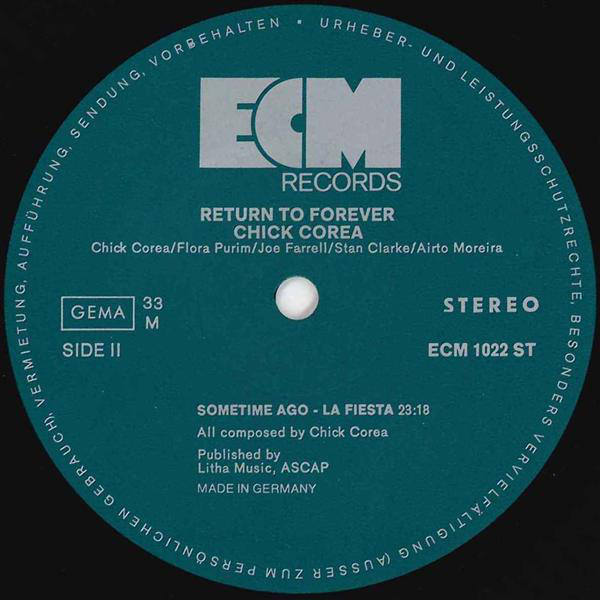 ECM
RECORDS
RETURN TO FOREVER
CHICK COREA
Chick Corea/Flora Purim/Joe Farrell/Stan Clarke/Airto Moreira
GEMA
33
M
STEREO
SIDE II
ECM 1022 ST
SOMETIME AGO - LA FIESTA 23:18
All composed by Chick Corea
Published by
Litha Music, ASCAP
MADE IN GERMANY
URHEBER- UND LEISTUNGSSCHUTZRECHTE, BESONDERS VERVIELFÄLTIGUNG (AUSSER ZUM PERSÖNLICHEN GEBRAUCH), VERMIETUNG, AUFFÜHRUNG, SENDUNG, VORBEHALTEN •